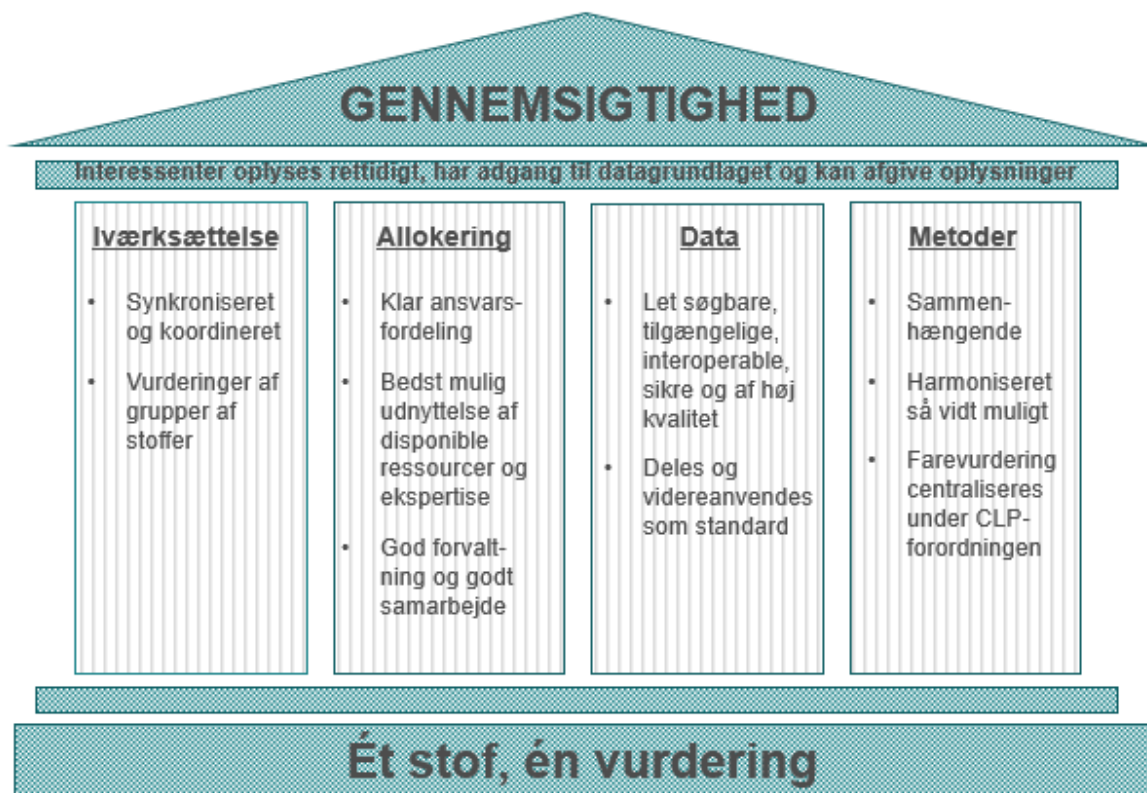 GENNEMSIGTIGHED
Interessenter oplyses rettidigt, har adgang til datagrundlaget og kan afgive oplysninger
Iværksættelse
• Synkroniseret
og koordineret
• Vurderinger af
grupper af
stoffer
Allokering
• Klar ansvars-
fordeling
• Bedst mulig
udnyttelse af
disponible
ressourcer og
ekspertise
• God forvalt-
ning og godt
samarbejde
Data
• Let søgbare,
tilgængelige,
interoperable,
sikre og af høj
kvalitet
• Deles og
videreanvendes
som standard
Metoder
• Sammen-
hængende
• Harmoniseret
så vidt muligt
• Farevurdering
centraliseres
under CLP-
forordningen
Ét stof, én vurdering